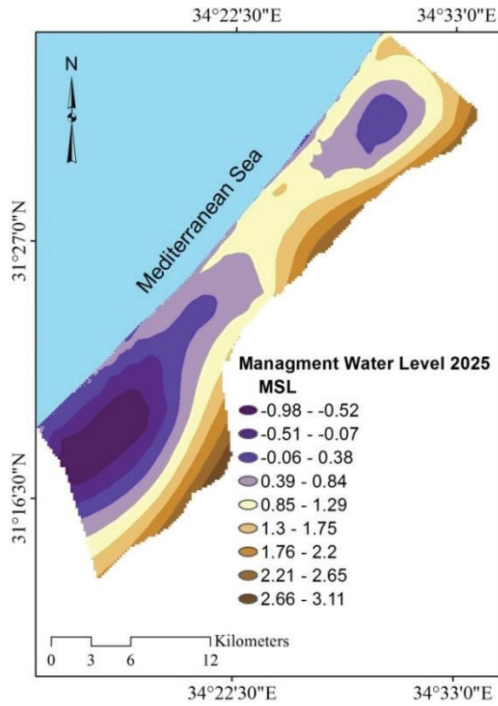 34°22'30"E 34°33'0"E
N
Mediterranean Sea
31°27'0"N
31°16'30"N
Managment Water Level 2025
MSL
-0.98 - -0.52
-0.51 - -0.07
-0.06 - 0.38
0.39 - 0.84
0.85 - 1.29
1.3 - 1.75
1.76 - 2.2
2.21 - 2.65
2.66 - 3.11
Kilometers
0 3 6 12
34°22'30"E 34°33'0"E